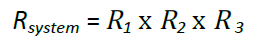 Rsystem = R1 x R2 x R3